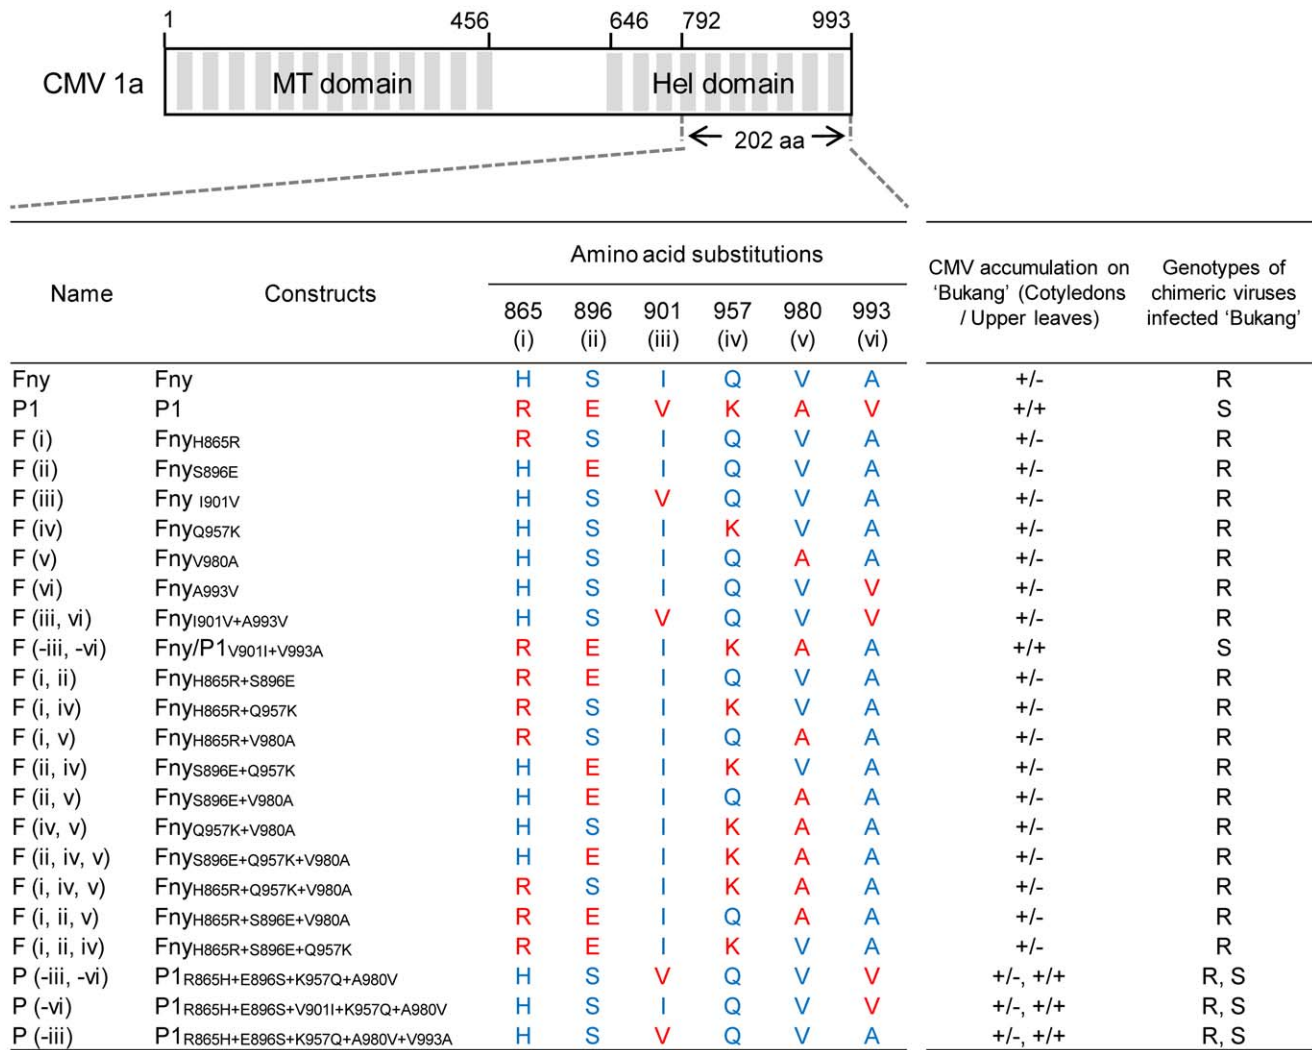 1 456 646 792 993
CMV 1a MT domain Hel domain
202 aa
Amino acid substitutions
Name Constructs 865 (i) 896 (ii) 901 (iii) 957 (iv) 980 (v) 993 (vi) CMV accumulation on 'Bukang' (Cotyledons / Upper leaves) Genotypes of chimeric viruses infected 'Bukang'
Fny Fny H S I Q V A +/- R
P1 P1 R E V K A V +/+ S
F (i) FnyH865R R S I Q V A +/- R
F (ii) FnyS896E H E I Q V A +/- R
F (iii) Fny I901V H S V Q V A +/- R
F (iv) FnyQ957K H S I K V A +/- R
F (v) FnyV980A H S I Q A A +/- R
F (vi) FnyA993V H S I Q V V +/- R
F (iii, vi) FnyI901V+A993V H S V Q V V +/- R
F (-iii, -vi) Fny/P1V901I+V993A R E I K A A +/+ S
F (i, ii) FnyH865R+S896E R E I Q V A +/- R
F (i, iv) FnyH865R+Q957K R S I K V A +/- R
F (i, v) FnyH865R+V980A R S I Q A A +/- R
F (ii, iv) FnyS896E+Q957K H E I K V A +/- R
F (ii, v) FnyS896E+V980A H E I Q A A +/- R
F (iv, v) FnyQ957K+V980A H S I K A A +/- R
F (ii, iv, v) FnyS896E+Q957K+V980A H E I K A A +/- R
F (i, iv, v) FnyH865R+Q957K+V980A R S I K A A +/- R
F (i, ii, v) FnyH865R+S896E+V980A R E I Q A A +/- R
F (i, ii, iv) FnyH865R+S896E+Q957K R E I K V A +/- R
P (-iii, -vi) P1R865H+E896S+K957Q+A980V H S V Q V V +/-, +/+ R, S
P (-vi) P1R865H+E896S+V901I+K957Q+A980V H S I Q V V +/-, +/+ R, S
P (-iii) P1R865H+E896S+K957Q+A980V+V993A H S V Q V A +/-, +/+ R, S